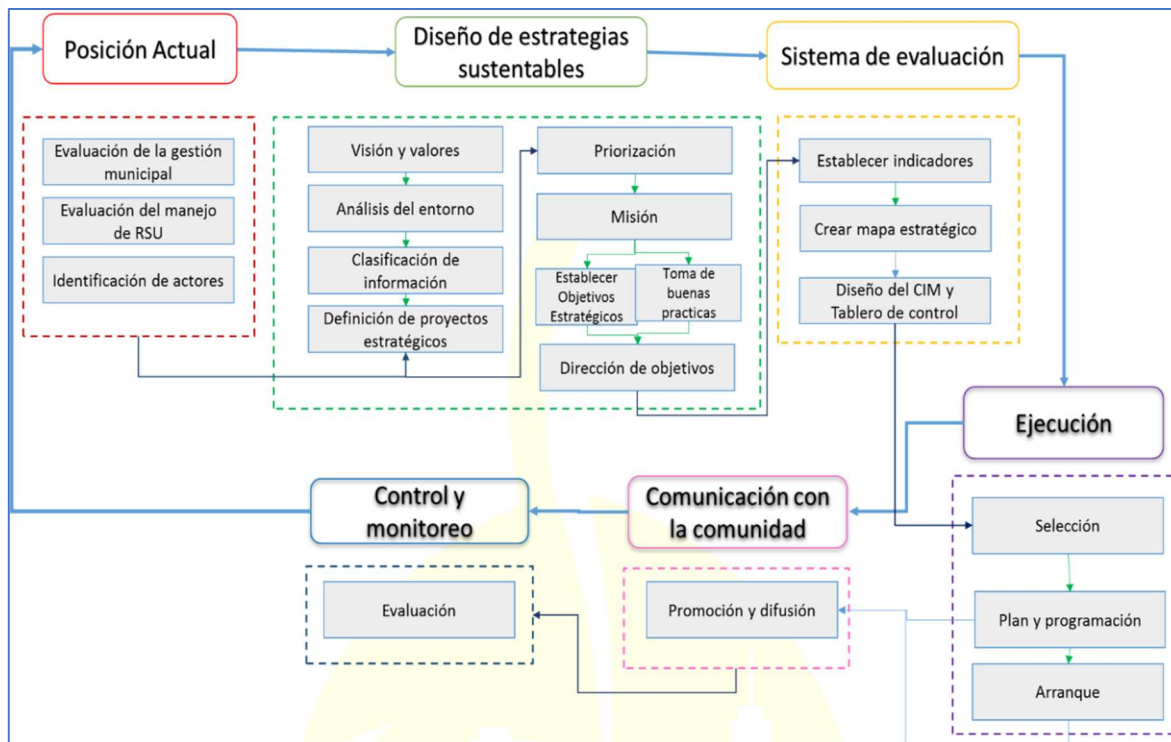 Posición Actual
Diseño de estrategias
sustentables
Sistema de evaluación
Evaluación de la gestión
municipal
Evaluación del manejo
de RSU
Identificación de actores
Visión y valores
Análisis del entorno
Clasificación de
información
Definición de proyectos
estratégicos
Priorización
Misión
Establecer
Objetivos
Estratégicos
Toma de
buenas
practicas
Dirección de objetivos
Establecer indicadores
Crear mapa estratégico
Diseño del CIM y
Tablero de control
Ejecución
Selección
Plan y programación
Arranque
Comunicación con
la comunidad
Promoción y difusión
Control y
monitoreo
Evaluación